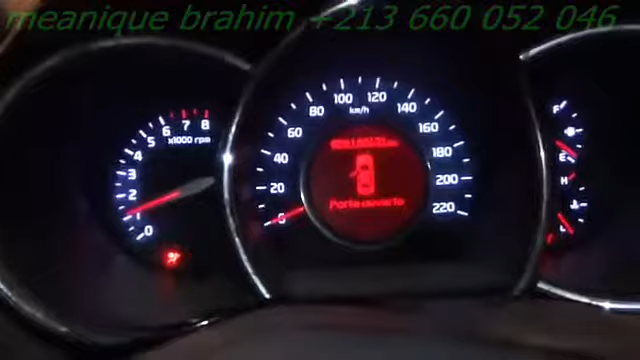 meanique brahim +213 660 052 046
0 1 2 3 4 5 6 7 8
x1000 rpm
0 20 40 60 80 100 120 140 160 180 200 220
km/h
Porte ouverte
F
E
H